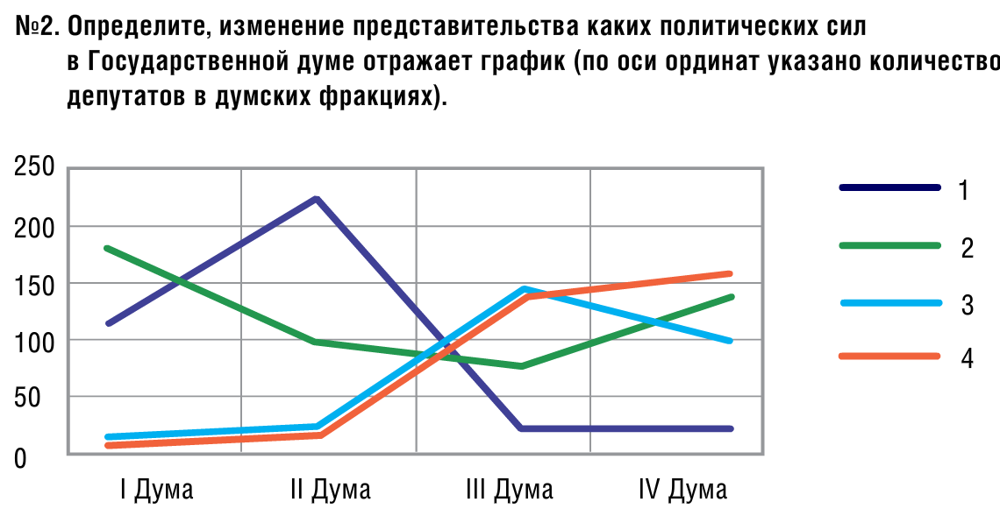 №2. Определите, изменение представительства каких политических сил
в Государственной думе отражает график (по оси ординат указано количество
депутатов в думских фракциях).
250
200
150
100
50
0
1
2
3
4
I Дума
II Дума
III Дума
IV Дума